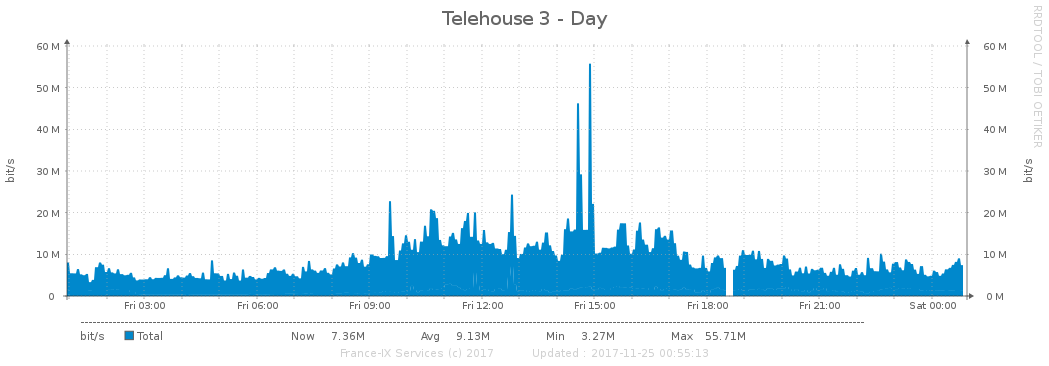 Telehouse 3 - Day
RRDTOOL / TOBI OETIKER
60 M 60 M
50 M 50 M
40 M 40 M
30 M 30 M
20 M 20 M
10 M 10 M
0 0 M
bit/s bit/s
Fri 03:00 Fri 06:00 Fri 09:00 Fri 12:00 Fri 15:00 Fri 18:00 Fri 21:00 Sat 00:00
bit/s Total Now 7.36M Avg 9.13M Min 3.27M Max 55.71M
France-IX Services (c) 2017 Updated : 2017-11-25 00:55:13